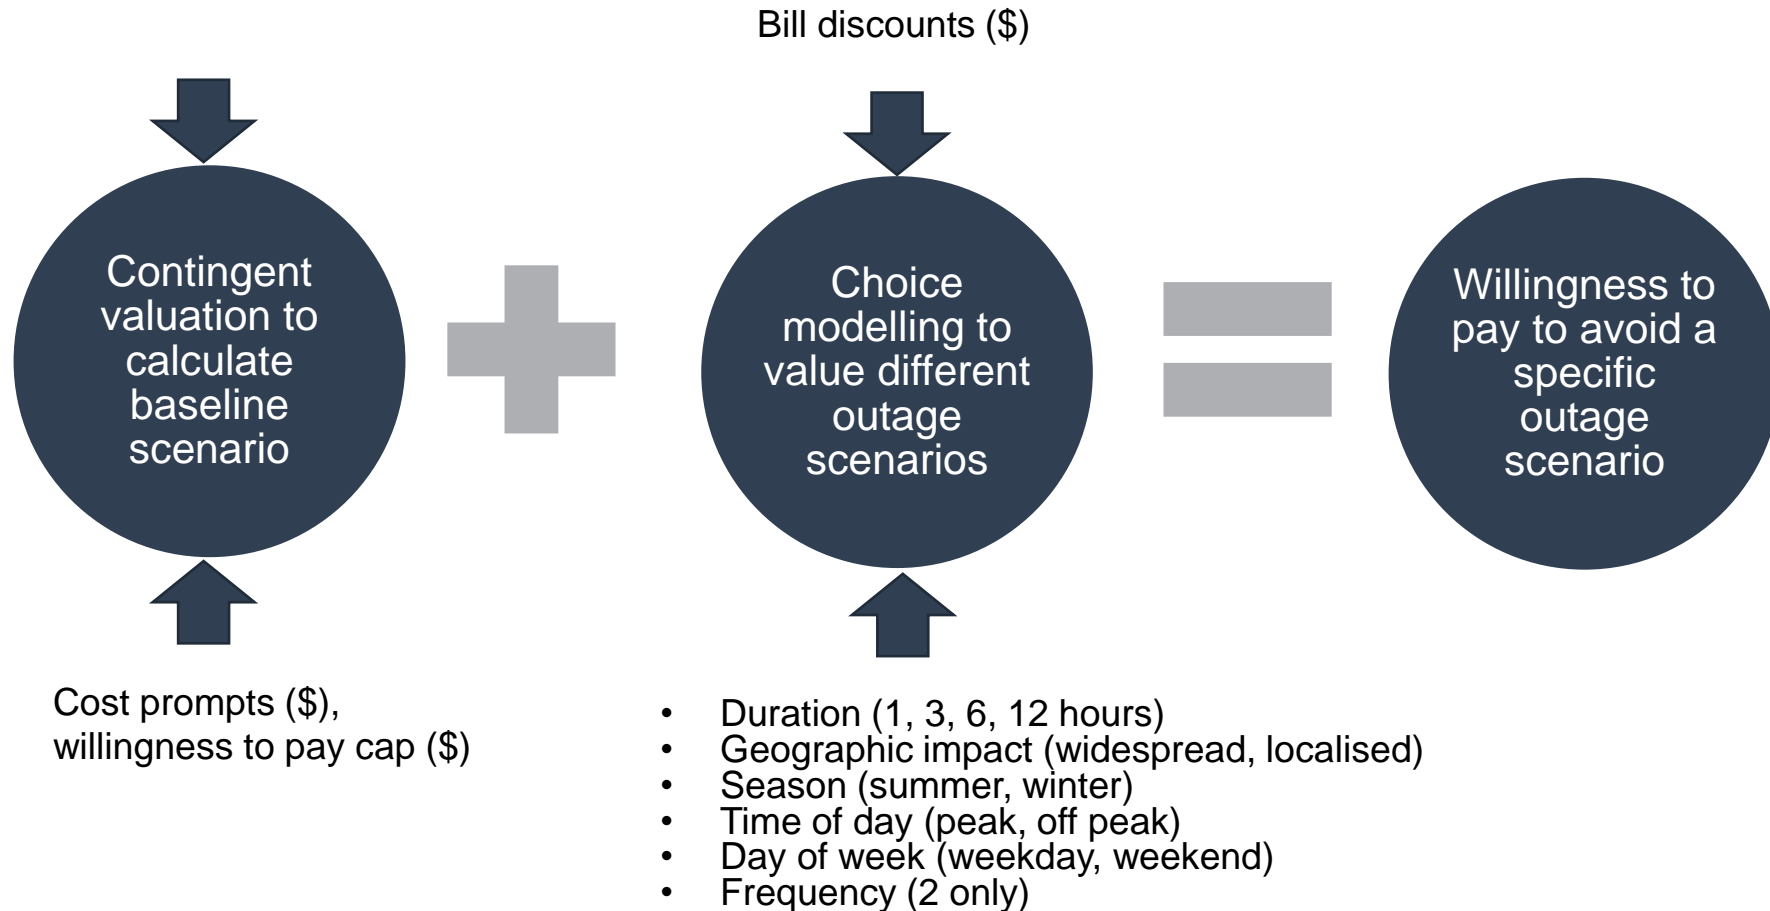 Bill discounts ($)
Contingent
valuation to
calculate
baseline
scenario
Choice
modelling to
value different
outage
scenarios
Willingness to
pay to avoid a
specific
outage
scenario
Cost prompts ($),
willingness to pay cap ($)
• Duration (1, 3, 6, 12 hours)
• Geographic impact (widespread, localised)
• Season (summer, winter)
• Time of day (peak, off peak)
• Day of week (weekday, weekend)
• Frequency (2 only)